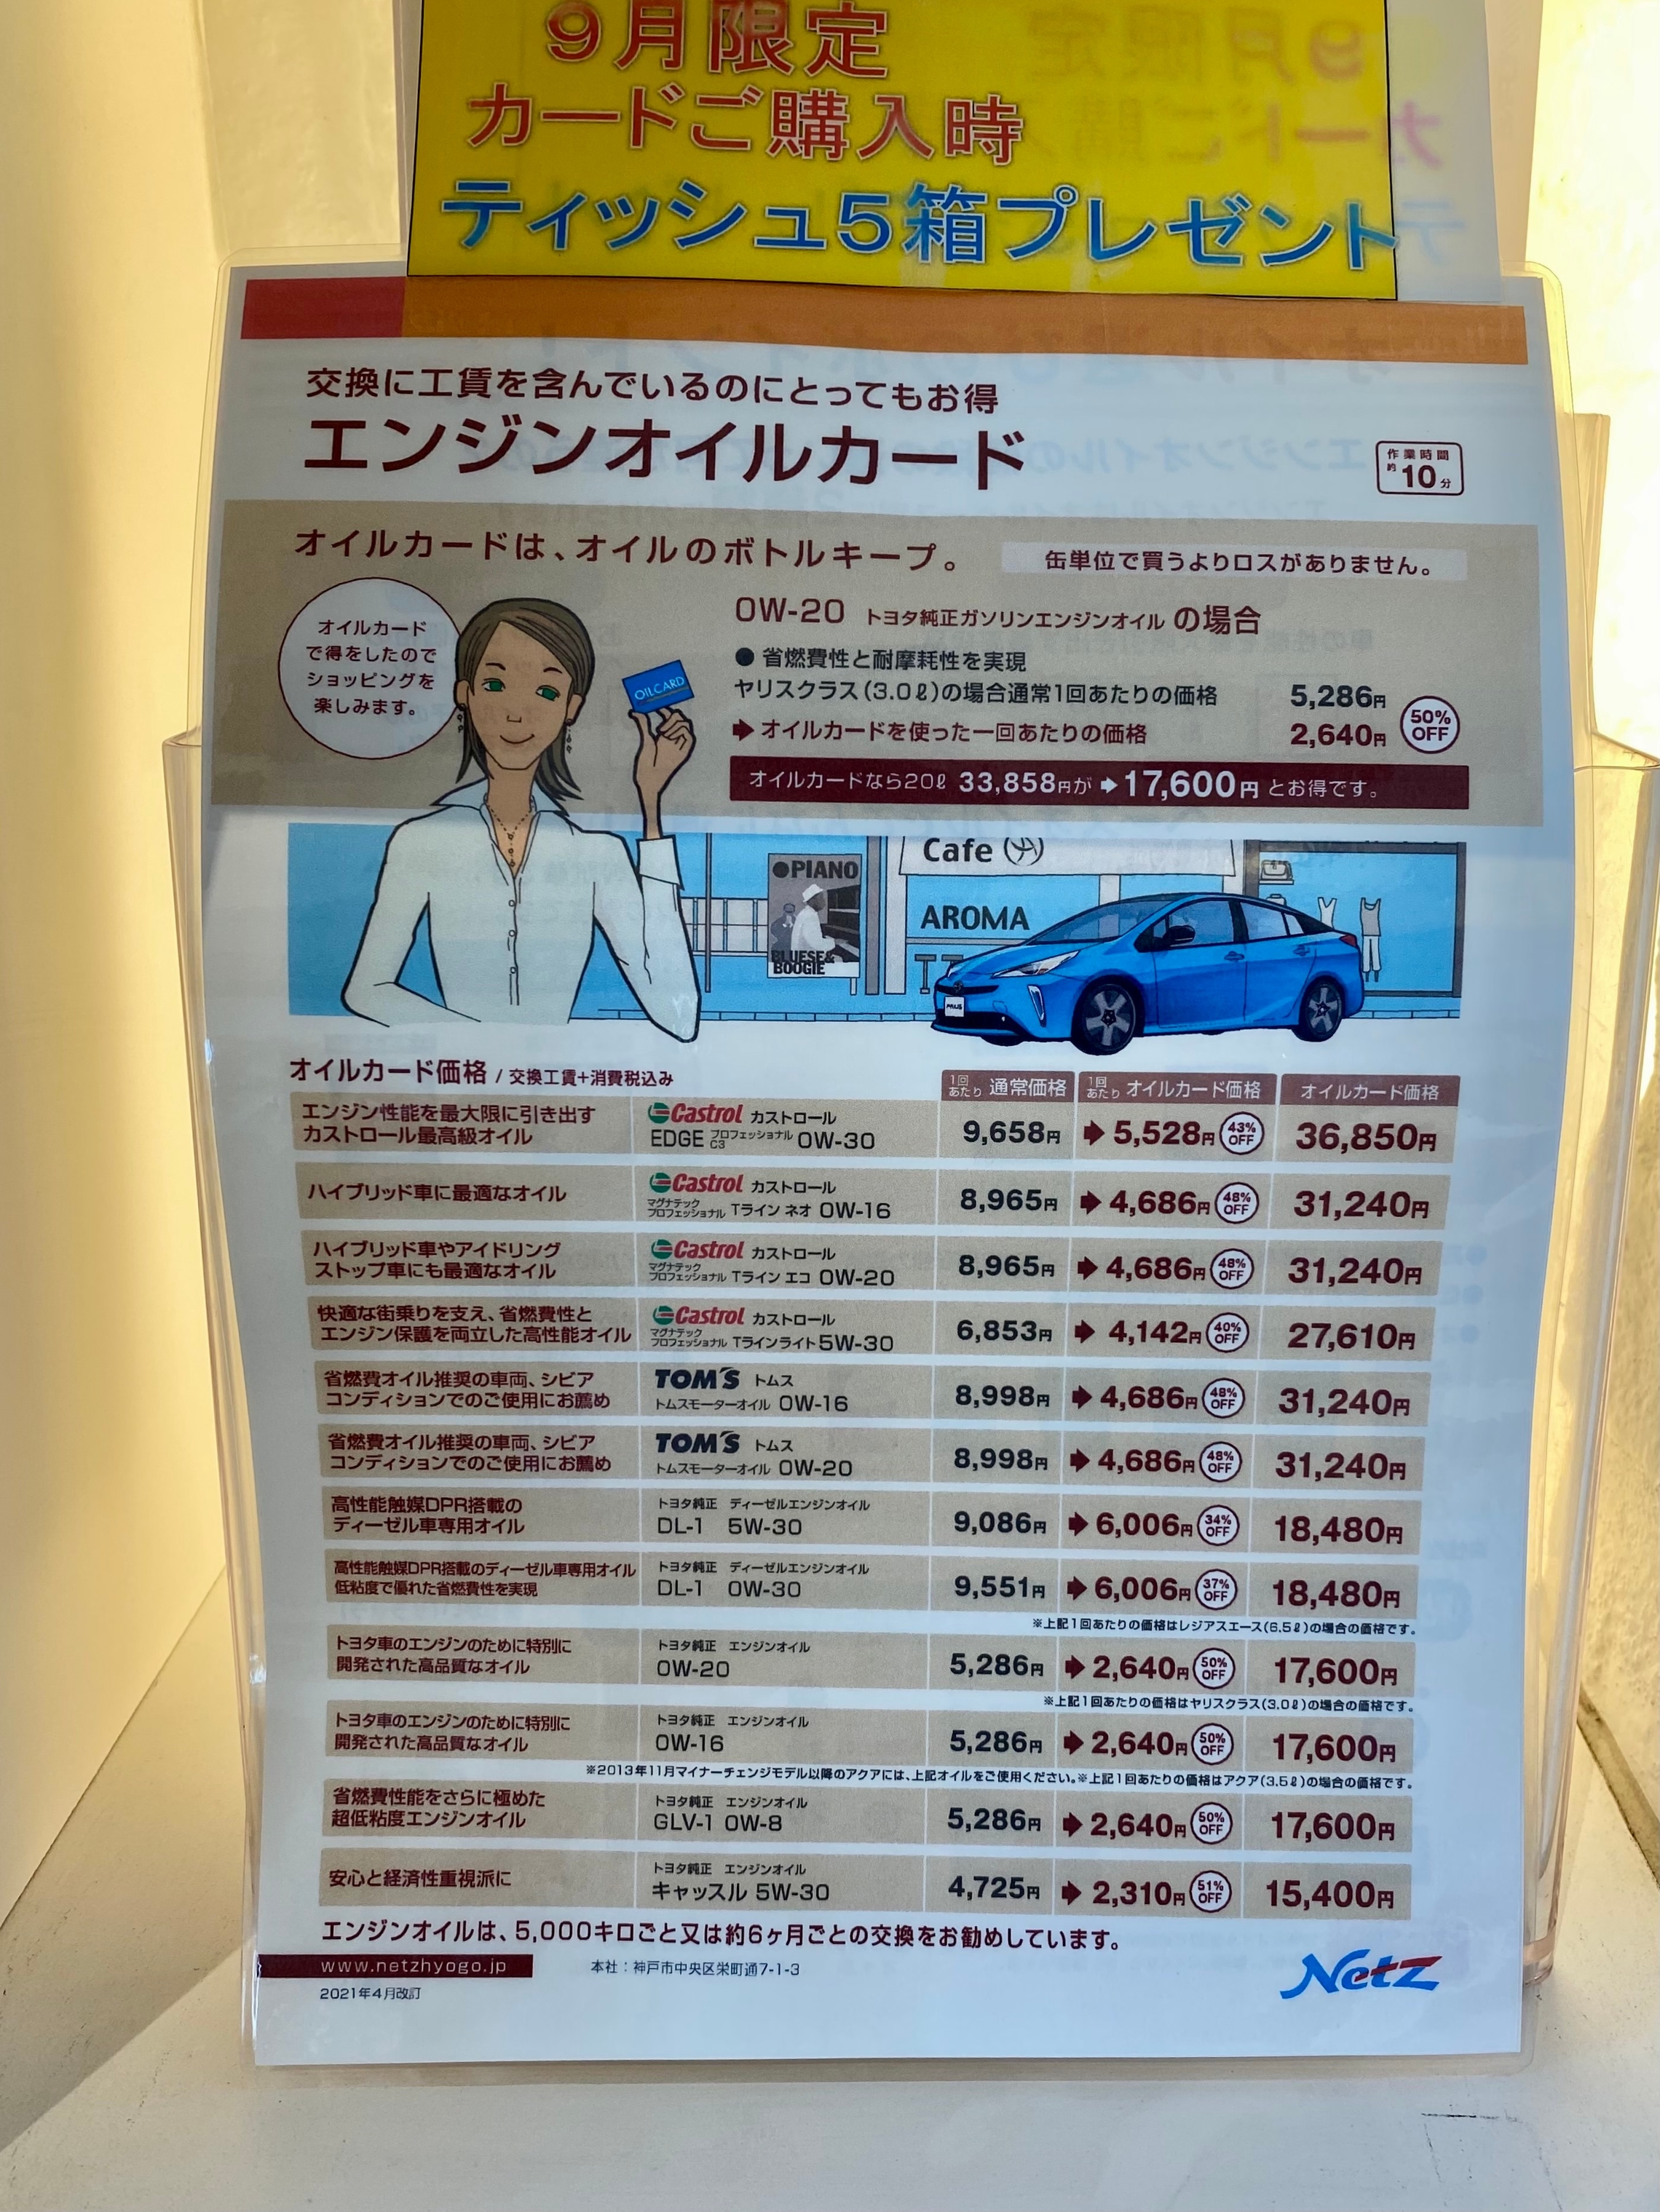 9月限定
カードご購入時
ティッシュ5箱プレゼント
交換に工賃を含んでいるのにとってもお得
エンジンオイルカード
作業時間
約10分
オイルカードは、オイルのボトルキープ。 缶単位で買うよりロスがありません。
オイルカード
で得をしたので
ショッピングを
楽しみます。
OILCARD
0W-20 トヨタ純正ガソリンエンジンオイル の場合
●省燃費性と耐摩耗性を実現
ヤリスクラス(3.0ℓ)の場合通常1回あたりの価格 5,286円
➡オイルカードを使った一回あたりの価格 2,640円 50% OFF
オイルカードなら20ℓ 33,858円が➡17,600円 とお得です。
Cafe
●PIANO
AROMA
BLUESE&
BOOGIE
オイルカード価格 / 交換工賃+消費税込み
1回あたり 通常価格 1回あたり オイルカード価格 オイルカード価格
エンジン性能を最大限に引き出す
カストロール最高級オイル
Castrol カストロール
EDGE プロフェッショナル C3 0W-30
9,658円 ➡5,528円 43% OFF 36,850円
ハイブリッド車に最適なオイル
Castrol カストロール
マグナテック プロフェッショナル Tライン ネオ 0W-16
8,965円 ➡4,686円 48% OFF 31,240円
ハイブリッド車やアイドリング
ストップ車にも最適なオイル
Castrol カストロール
マグナテック プロフェッショナル Tライン エコ 0W-20
8,965円 ➡4,686円 48% OFF 31,240円
快適な街乗りを支え、省燃費性と
エンジン保護を両立した高性能オイル
Castrol カストロール
マグナテック プロフェッショナル Tラインライト5W-30
6,853円 ➡4,142円 40% OFF 27,610円
省燃費オイル推奨の車両、シビア
コンディションでのご使用にお薦め
TOM'S トムス
トムスモーターオイル 0W-16
8,998円 ➡4,686円 48% OFF 31,240円
省燃費オイル推奨の車両、シビア
コンディションでのご使用にお薦め
TOM'S トムス
トムスモーターオイル 0W-20
8,998円 ➡4,686円 48% OFF 31,240円
高性能触媒DPR搭載の
ディーゼル車専用オイル
トヨタ純正 ディーゼルエンジンオイル
DL-1 5W-30
9,086円 ➡6,006円 34% OFF 18,480円
高性能触媒DPR搭載のディーゼル車専用オイル
低粘度で優れた省燃費性を実現
トヨタ純正 ディーゼルエンジンオイル
DL-1 0W-30
9,551円 ➡6,006円 37% OFF 18,480円
※上記1回あたりの価格はレジアスエース(6.5ℓ)の場合の価格です。
トヨタ車のエンジンのために特別に
開発された高品質なオイル
トヨタ純正 エンジンオイル
0W-20
5,286円 ➡2,640円 50% OFF 17,600円
※上記1回あたりの価格はヤリスクラス(3.0ℓ)の場合の価格です。
トヨタ車のエンジンのために特別に
開発された高品質なオイル
トヨタ純正 エンジンオイル
0W-16
5,286円 ➡2,640円 50% OFF 17,600円
※2013年11月マイナーチェンジモデル以降のアクアには、上記オイルをご使用ください。※上記1回あたりの価格はアクア(3.5ℓ)の場合の価格です。
省燃費性能をさらに極めた
超低粘度エンジンオイル
トヨタ純正 エンジンオイル
GLV-1 0W-8
5,286円 ➡2,640円 50% OFF 17,600円
安心と経済性重視派に
トヨタ純正 エンジンオイル
キャッスル 5W-30
4,725円 ➡2,310円 51% OFF 15,400円
エンジンオイルは、5,000キロごと又は約6ヶ月ごとの交換をお勧めしています。
www.netzhyogo.jp 本社:神戸市中央区栄町通7-1-3
Netz
2021年4月改訂